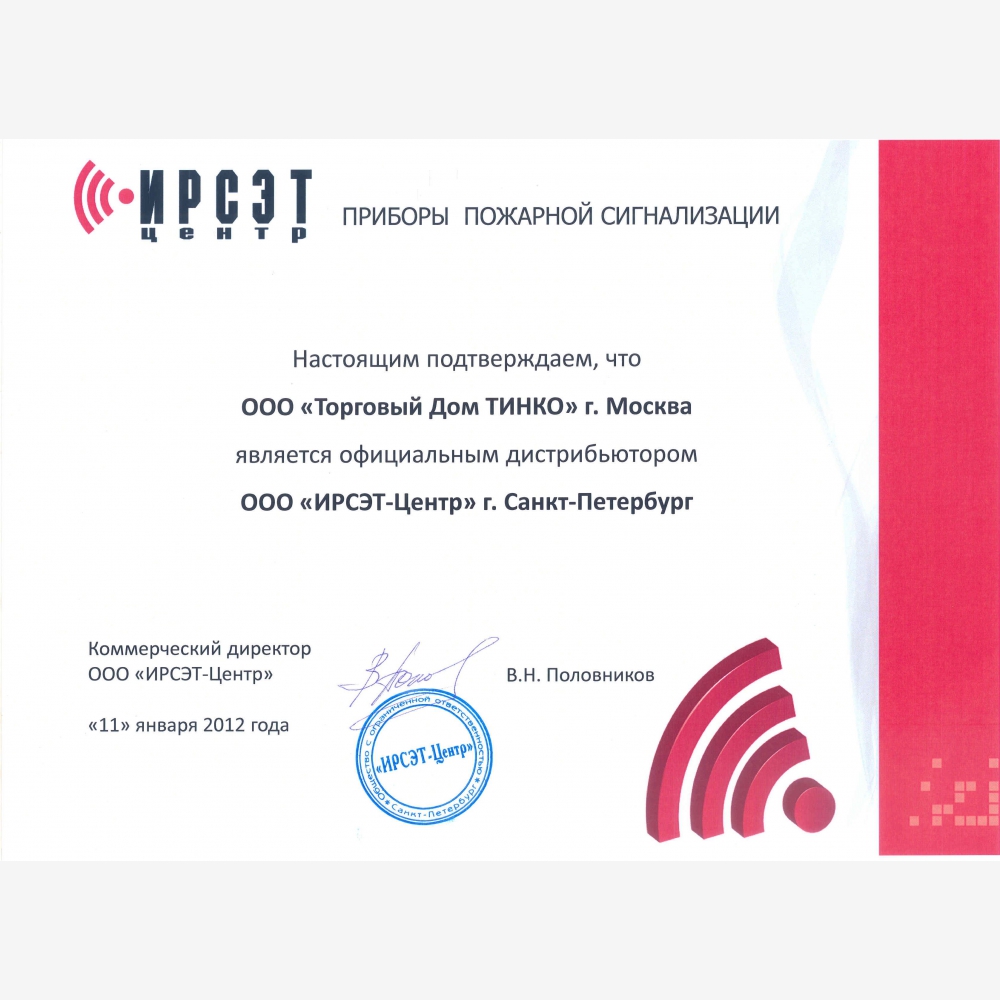 ИРСЭТ
центр
ПРИБОРЫ ПОЖАРНОЙ СИГНАЛИЗАЦИИ
Настоящим подтверждаем, что
ООО «Торговый Дом ТИНКО» г. Москва
является официальным дистрибьютором
ООО «ИРСЭТ-Центр» г. Санкт-Петербург
Коммерческий директор
ООО «ИРСЭТ-Центр»
В.Н. Половников
«11» января 2012 года
Общество с ограниченной ответственностью
«ИРСЭТ-Центр»
* Санкт-Петербург *